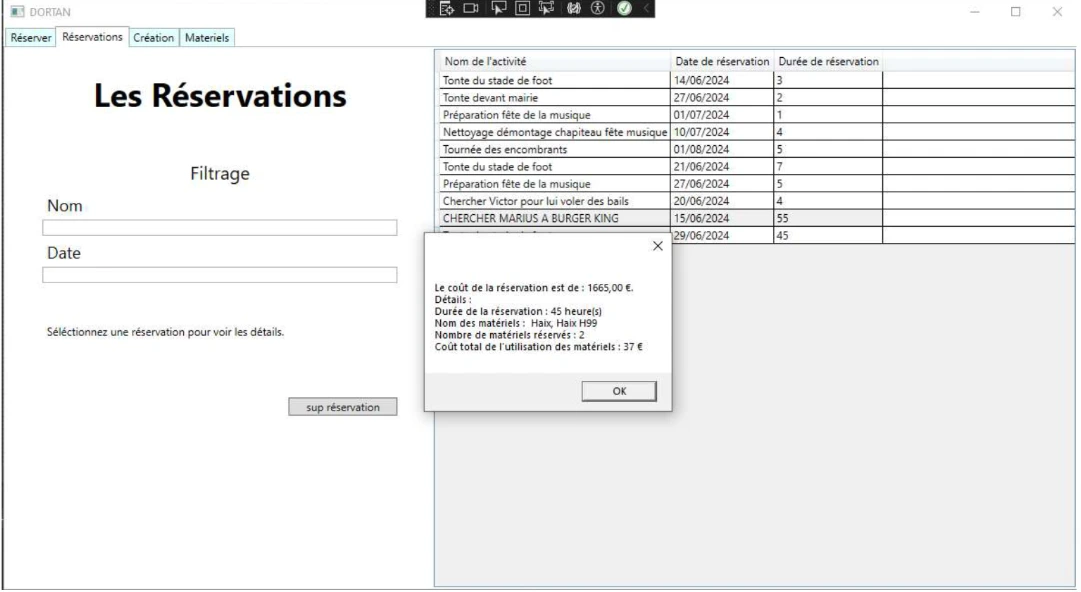 DORTAN
Réserver Réservations Création Materiels
Les Réservations
Filtrage
Nom
Date
Séléctionnez une réservation pour voir les détails.
sup réservation
Nom de l'activité Date de réservation Durée de réservation
Tonte du stade de foot 14/06/2024 3
Tonte devant mairie 27/06/2024 2
Préparation fête de la musique 01/07/2024 1
Nettoyage démontage chapiteau fête musique 10/07/2024 4
Tournée des encombrants 01/08/2024 5
Tonte du stade de foot 21/06/2024 7
Préparation fête de la musique 27/06/2024 5
Chercher Victor pour lui voler des bails 20/06/2024 4
CHERCHER MARIUS A BURGER KING 15/06/2024 55
29/06/2024 45
Le coût de la réservation est de : 1665,00 €.
Détails :
Durée de la réservation : 45 heure(s)
Nom des matériels : Haix, Haix H99
Nombre de matériels réservés : 2
Coût total de l'utilisation des matériels : 37 €
OK